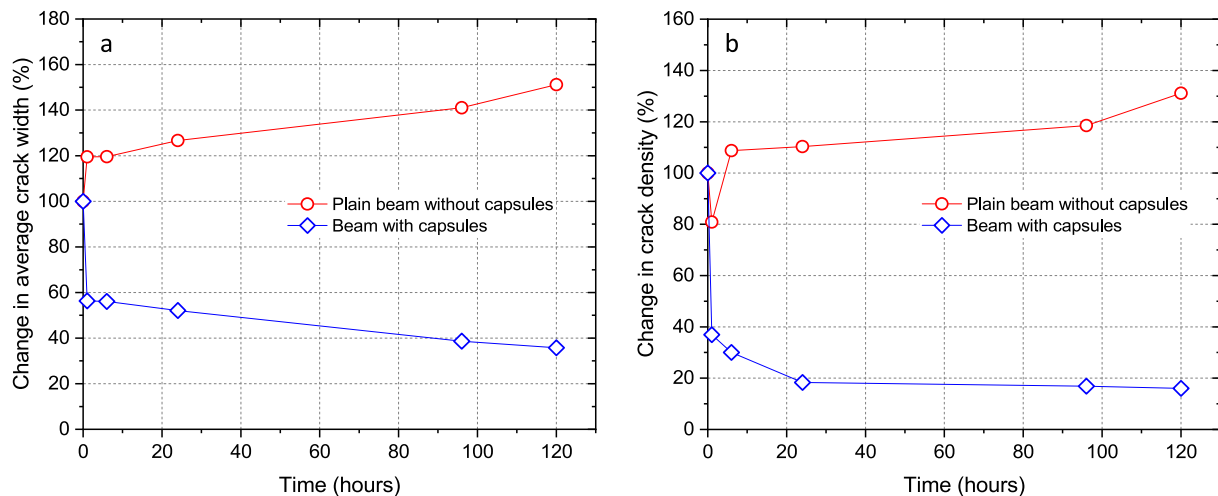 a
Change in average crack width (%)
180
160
140
120
100
80
60
40
20
0
Plain beam without capsules
Beam with capsules
0 20 40 60 80 100 120
Time (hours)
b
Change in crack density (%)
160
140
120
100
80
60
40
20
0
Plain beam without capsules
Beam with capsules
0 20 40 60 80 100 120
Time (hours)